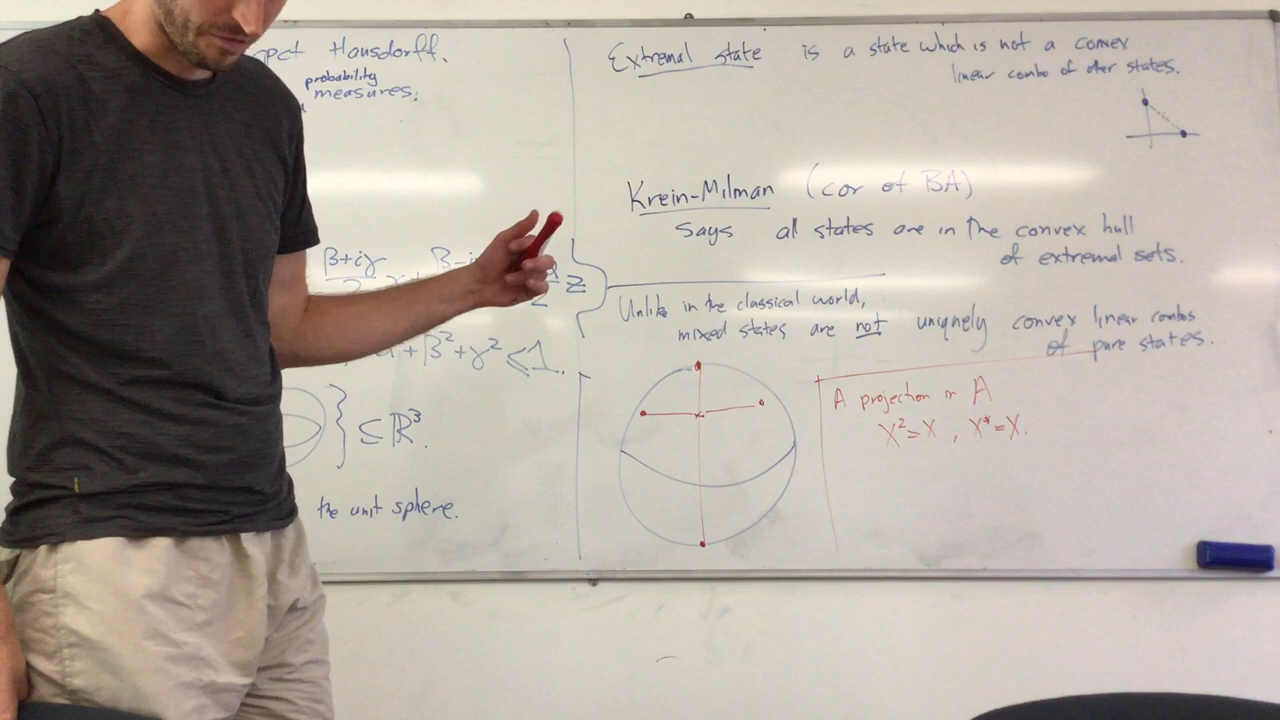 Hausdorff.
probability
measures;
β+iγ
z
2
β²+γ²≤1.
} ⊆ℝ³.
the unit sphere.
Extremal state is a state which is not a convex
linear combo of other states.
Krein-Milman (cor of BA)
says all states are in the convex hull
of extremal sets.
Unlike in the classical world,
mixed states are not uniquely convex linear combos
of pure states.
A projection in A
X²=X, X*=X.